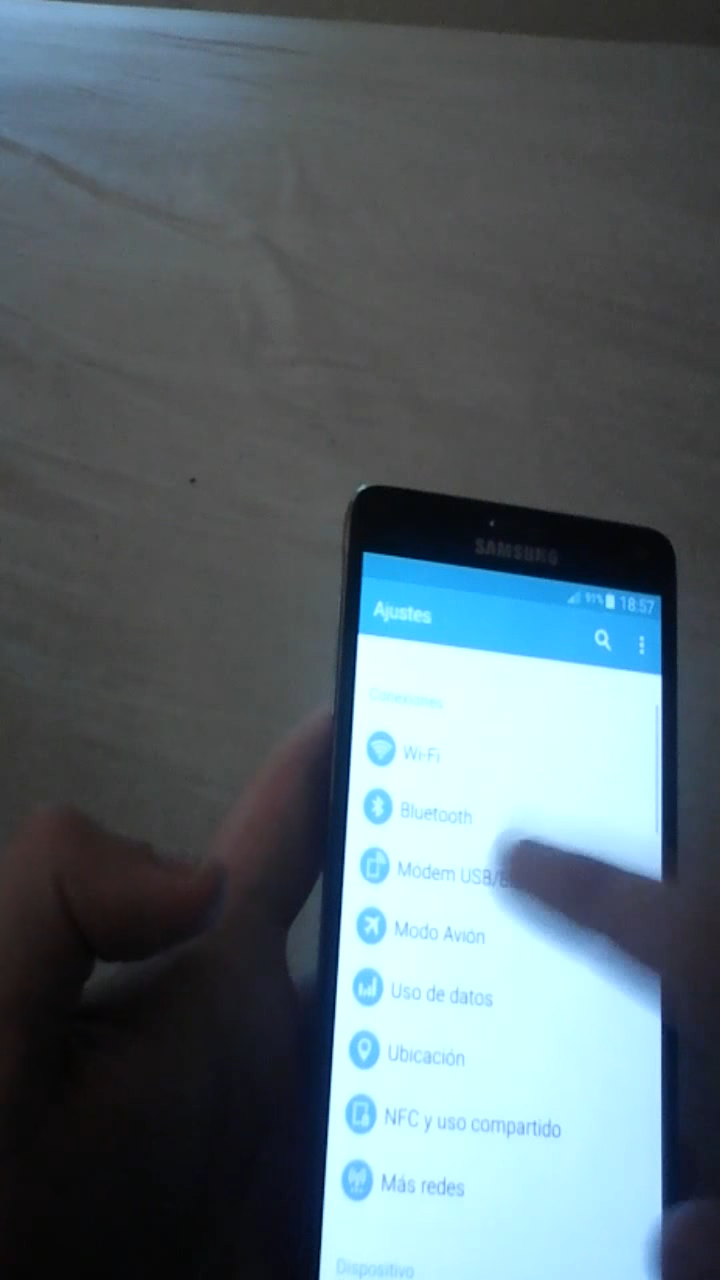 SAMSUNG
91% 18:57
Ajustes
Conexiones
Wi-Fi
Bluetooth
Modem USB/
Modo Avión
Uso de datos
Ubicación
NFC y uso compartido
Más redes
Dispositivo